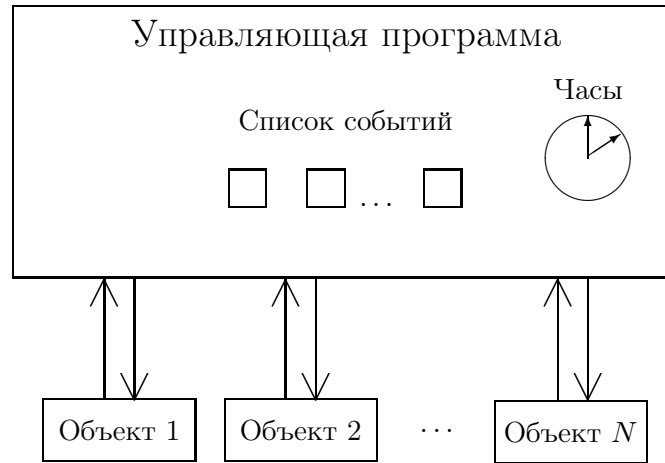 Управляющая программа
Часы
Список событий
...
Объект 1 Объект 2 ... Объект N